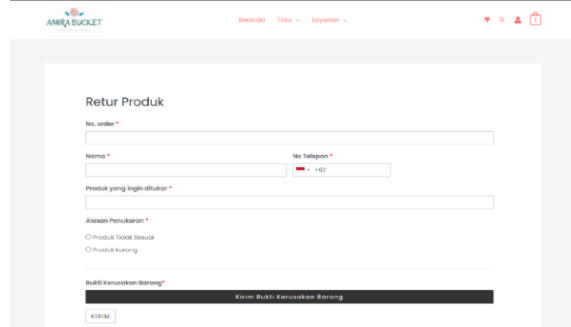 AMIRA BUCKET
Beranda Toko Layanan
1
Retur Produk
No. order *
Nama * No Telepon *
+62
Produk yang ingin ditukar *
Alasan Penukaran *
Produk Tidak Sesuai
Produk kurang
Bukti Kerusakan Barang*
Kirim Bukti Kerusakan Barang
KIRIM